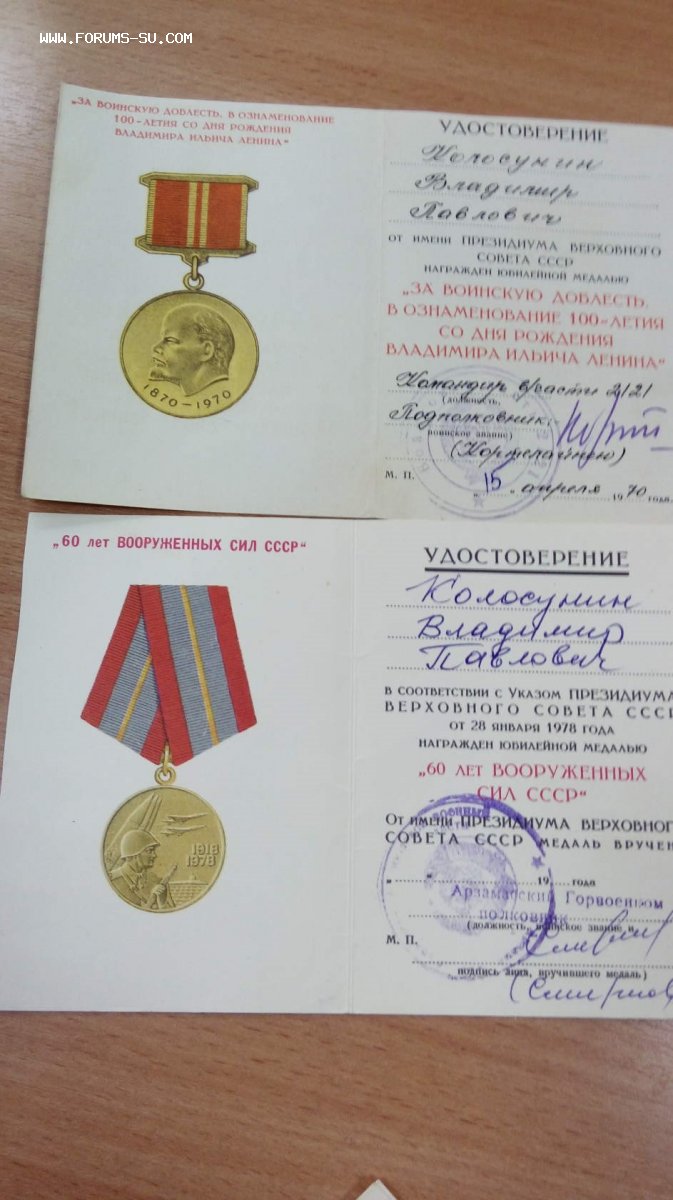 WWW.FORUMS-SU.COM
„ЗА ВОИНСКУЮ ДОБЛЕСТЬ. В ОЗНАМЕНОВАНИЕ
100-ЛЕТИЯ СО ДНЯ РОЖДЕНИЯ
ВЛАДИМИРА ИЛЬИЧА ЛЕНИНА“
1870-1970
УДОСТОВЕРЕНИЕ
Колосунин
Владимир
Павлович
ОТ ИМЕНИ ПРЕЗИДИУМА ВЕРХОВНОГО
СОВЕТА СССР
НАГРАЖДЕН ЮБИЛЕЙНОЙ МЕДАЛЬЮ
„ЗА ВОИНСКУЮ ДОБЛЕСТЬ.
В ОЗНАМЕНОВАНИЕ 100-ЛЕТИЯ
СО ДНЯ РОЖДЕНИЯ
ВЛАДИМИРА ИЛЬИЧА ЛЕНИНА“
Командир в/части
(должность,
Подполковник
воинское звание)
М. П.
„15„ апреля 1970 года
„60 лет ВООРУЖЕННЫХ СИЛ СССР“
1918
1978
УДОСТОВЕРЕНИЕ
Колосунин
Владимир
Павлович
В СООТВЕТСТВИИ С УКАЗОМ ПРЕЗИДИУМА
ВЕРХОВНОГО СОВЕТА СССР
ОТ 28 ЯНВАРЯ 1978 ГОДА
НАГРАЖДЕН ЮБИЛЕЙНОЙ МЕДАЛЬЮ
„60 ЛЕТ ВООРУЖЕННЫХ
СИЛ СССР“
ОТ ИМЕНИ ПРЕЗИДИУМА ВЕРХОВНОГО
СОВЕТА СССР МЕДАЛЬ ВРУЧЕН
„ “ 19 года
Арзамасский Горвоенком
полковник
(должность, воинское звание и
М. П.
подпись лица, вручившего медаль)
(Смирнов